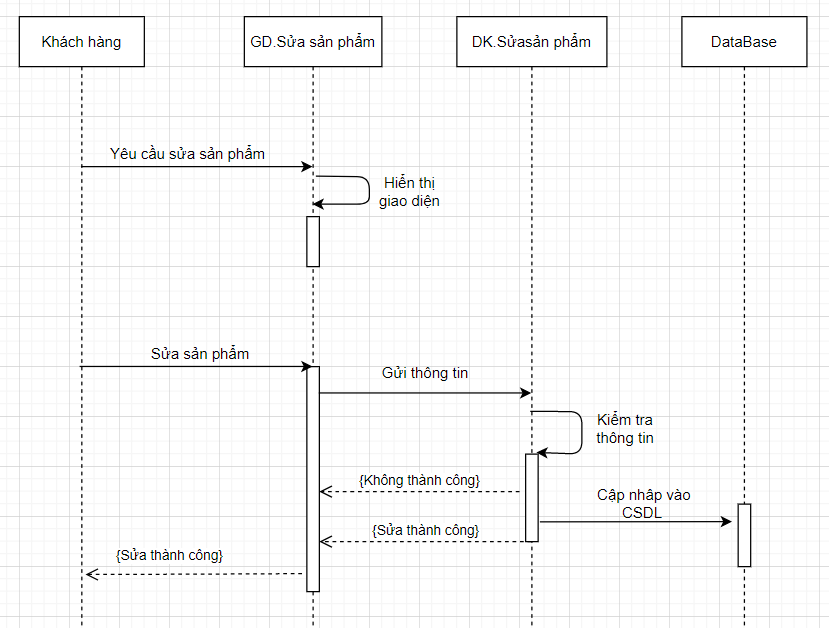 Khách hàng
GD.Sửa sản phẩm
DK.Sửasản phẩm
DataBase
Yêu cầu sửa sản phẩm
Hiển thị
giao diện
Sửa sản phẩm
Gửi thông tin
Kiểm tra
thông tin
{Không thành công}
Cập nhâp vào
CSDL
{Sửa thành công}
{Sửa thành công}